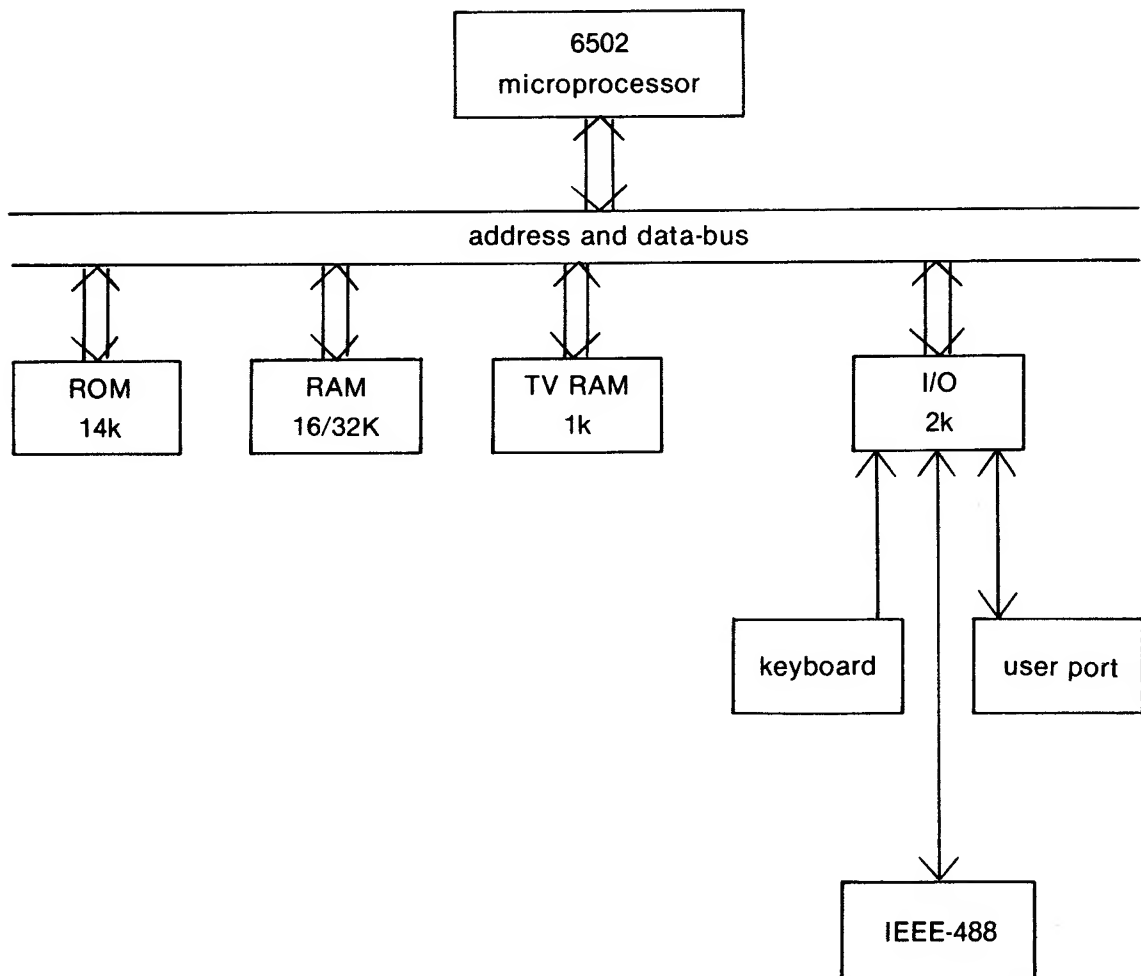 6502
microprocessor
address and data-bus
ROM
14k
RAM
16/32K
TV RAM
1k
I/O
2k
keyboard
user port
IEEE-488